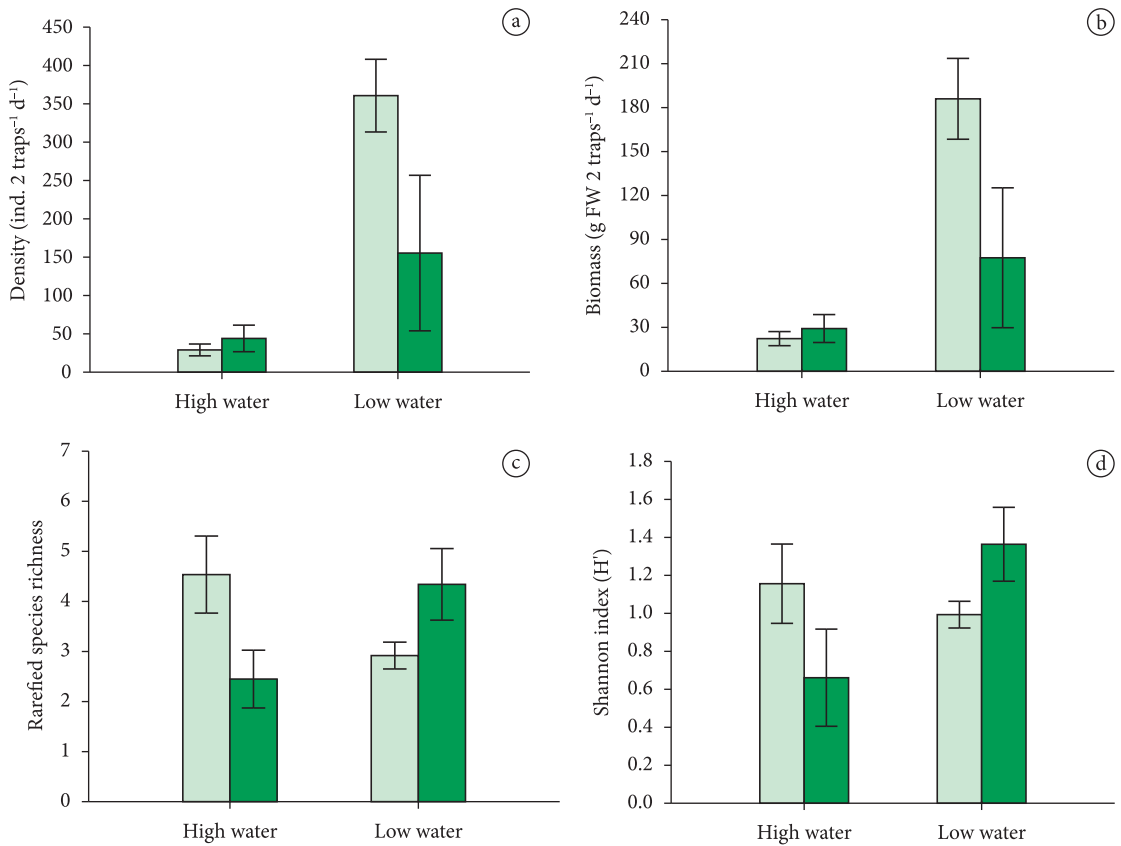 a
Density (ind. 2 traps⁻¹ d⁻¹)
450
400
350
300
250
200
150
100
50
0
High water
Low water
b
Biomass (g FW 2 traps⁻¹ d⁻¹)
240
210
180
150
120
90
60
30
0
High water
Low water
c
Rarefied species richness
7
6
5
4
3
2
1
0
High water
Low water
d
Shannon index (H')
1.8
1.6
1.4
1.2
1.0
0.8
0.6
0.4
0.2
0.0
High water
Low water